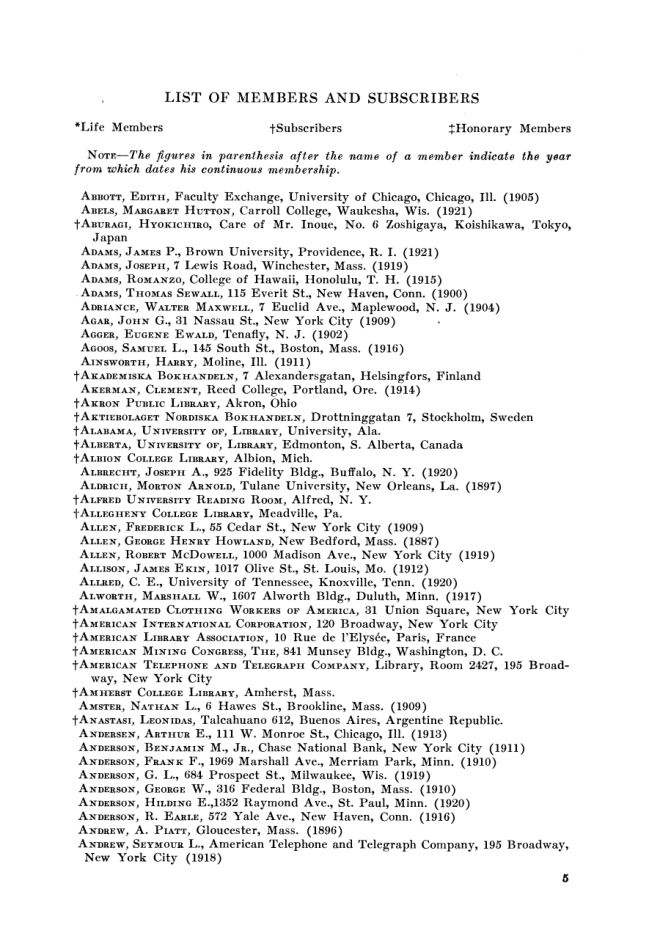 LIST OF MEMBERS AND SUBSCRIBERS
*Life Members †Subscribers ‡Honorary Members
NOTE—The figures in parenthesis after the name of a member indicate the year
from which dates his continuous membership.
ABBOTT, EDITH, Faculty Exchange, University of Chicago, Chicago, Ill. (1905)
ABELS, MARGARET HUTTON, Carroll College, Waukesha, Wis. (1921)
†ABURAGI, HYOKICHIRO, Care of Mr. Inoue, No. 6 Zoshigaya, Koishikawa, Tokyo,
Japan
ADAMS, JAMES P., Brown University, Providence, R. I. (1921)
ADAMS, JOSEPH, 7 Lewis Road, Winchester, Mass. (1919)
ADAMS, ROMANZO, College of Hawaii, Honolulu, T. H. (1915)
ADAMS, THOMAS SEWALL, 115 Everit St., New Haven, Conn. (1900)
ADRIANCE, WALTER MAXWELL, 7 Euclid Ave., Maplewood, N. J. (1904)
AGAR, JOHN G., 31 Nassau St., New York City (1909)
AGGER, EUGENE EWALD, Tenafly, N. J. (1902)
AGOOS, SAMUEL L., 145 South St., Boston, Mass. (1916)
AINSWORTH, HARRY, Moline, Ill. (1911)
†AKADEMISKA BOKHANDELN, 7 Alexandersgatan, Helsingfors, Finland
AKERMAN, CLEMENT, Reed College, Portland, Ore. (1914)
†AKRON PUBLIC LIBRARY, Akron, Ohio
†AKTIEBOLAGET NORDISKA BOKHANDELN, Drottninggatan 7, Stockholm, Sweden
†ALABAMA, UNIVERSITY OF, LIBRARY, University, Ala.
†ALBERTA, UNIVERSITY OF, LIBRARY, Edmonton, S. Alberta, Canada
†ALBION COLLEGE LIBRARY, Albion, Mich.
ALBRECHT, JOSEPH A., 925 Fidelity Bldg., Buffalo, N. Y. (1920)
ALDRICH, MORTON ARNOLD, Tulane University, New Orleans, La. (1897)
†ALFRED UNIVERSITY READING ROOM, Alfred, N. Y.
†ALLEGHENY COLLEGE LIBRARY, Meadville, Pa.
ALLEN, FREDERICK L., 55 Cedar St., New York City (1909)
ALLEN, GEORGE HENRY HOWLAND, New Bedford, Mass. (1887)
ALLEN, ROBERT MCDOWELL, 1000 Madison Ave., New York City (1919)
ALLISON, JAMES EKIN, 1017 Olive St., St. Louis, Mo. (1912)
ALLRED, C. E., University of Tennessee, Knoxville, Tenn. (1920)
ALWORTH, MARSHALL W., 1607 Alworth Bldg., Duluth, Minn. (1917)
†AMALGAMATED CLOTHING WORKERS OF AMERICA, 31 Union Square, New York City
†AMERICAN INTERNATIONAL CORPORATION, 120 Broadway, New York City
†AMERICAN LIBRARY ASSOCIATION, 10 Rue de l'Elysée, Paris, France
†AMERICAN MINING CONGRESS, THE, 841 Munsey Bldg., Washington, D. C.
†AMERICAN TELEPHONE AND TELEGRAPH COMPANY, Library, Room 2427, 195 Broad-
way, New York City
†AMHERST COLLEGE LIBRARY, Amherst, Mass.
AMSTER, NATHAN L., 6 Hawes St., Brookline, Mass. (1909)
†ANASTASI, LEONIDAS, Talcahuano 612, Buenos Aires, Argentine Republic.
ANDERSEN, ARTHUR E., 111 W. Monroe St., Chicago, Ill. (1913)
ANDERSON, BENJAMIN M., JR., Chase National Bank, New York City (1911)
ANDERSON, FRANK F., 1969 Marshall Ave., Merriam Park, Minn. (1910)
ANDERSON, G. L., 684 Prospect St., Milwaukee, Wis. (1919)
ANDERSON, GEORGE W., 316 Federal Bldg., Boston, Mass. (1910)
ANDERSON, HILDING E.,1352 Raymond Ave., St. Paul, Minn. (1920)
ANDERSON, R. EARLE, 572 Yale Ave., New Haven, Conn. (1916)
ANDREW, A. PIATT, Gloucester, Mass. (1896)
ANDREW, SEYMOUR L., American Telephone and Telegraph Company, 195 Broadway,
New York City (1918)
5